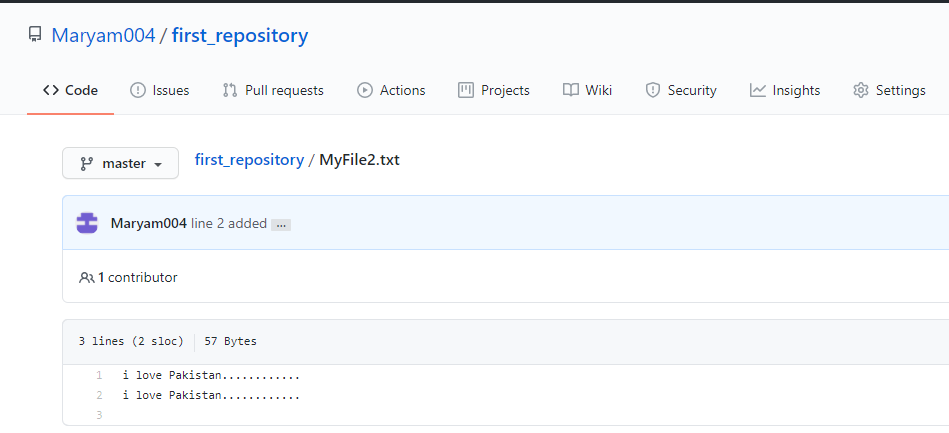 Maryam004 / first_repository
Code Issues Pull requests Actions Projects Wiki Security Insights Settings
master first_repository / MyFile2.txt
Maryam004 line 2 added ...
1 contributor
3 lines (2 sloc) 57 Bytes
1 i love Pakistan............
2 i love Pakistan............
3